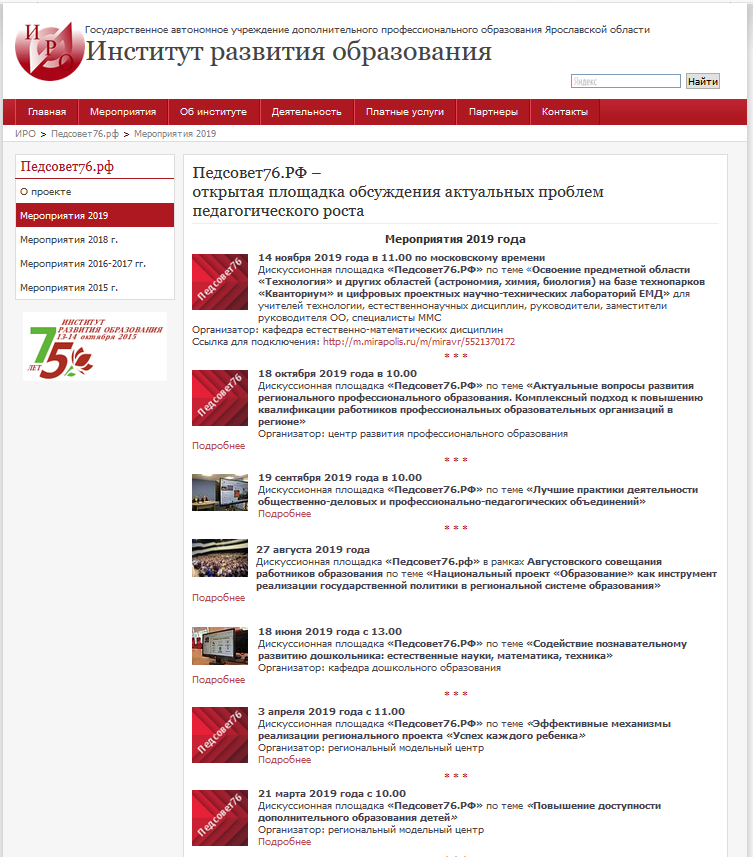 ИРО
Государственное автономное учреждение дополнительного профессионального образования Ярославской области
Институт развития образования
Яндекс
Найти
Главная
Мероприятия
Об институте
Деятельность
Платные услуги
Партнеры
Контакты
ИРО > Педсовет76.рф > Мероприятия 2019
Педсовет76.рф
О проекте
Мероприятия 2019
Мероприятия 2018 г.
Мероприятия 2016-2017 гг.
Мероприятия 2015 г.
ИНСТИТУТ
РАЗВИТИЯ ОБРАЗОВАНИЯ
13-14 октября 2015
75
ЛЕТ
Педсовет76.РФ –
открытая площадка обсуждения актуальных проблем
педагогического роста
Мероприятия 2019 года
Педсовет76
14 ноября 2019 года в 11.00 по московскому времени
Дискуссионная площадка «Педсовет76.РФ» по теме «Освоение предметной области
«Технология» и других областей (астрономия, химия, биология) на базе технопарков
«Кванториум» и цифровых проектных научно-технических лабораторий ЕМД» для
учителей технологии, естественнонаучных дисциплин, руководители, заместители
руководителя ОО, специалисты ММС
Организатор: кафедра естественно-математических дисциплин
Ссылка для подключения: http://m.mirapolis.ru/m/miravr/5521370172
* * *
Педсовет76
18 октября 2019 года в 10.00
Дискуссионная площадка «Педсовет76.РФ» по теме «Актуальные вопросы развития
регионального профессионального образования. Комплексный подход к повышению
квалификации работников профессиональных образовательных организаций в
регионе»
Организатор: центр развития профессионального образования
Подробнее
* * *
19 сентября 2019 года в 10.00
Дискуссионная площадка «Педсовет76.РФ» по теме «Лучшие практики деятельности
общественно-деловых и профессионально-педагогических объединений»
Подробнее
* * *
27 августа 2019 года
Дискуссионная площадка «Педсовет76.рф» в рамках Августовского совещания
работников образования по теме «Национальный проект «Образование» как инструмент
реализации государственной политики в региональной системе образования»
Подробнее
18 июня 2019 года с 13.00
Дискуссионная площадка «Педсовет76.РФ» по теме «Содействие познавательному
развитию дошкольника: естественные науки, математика, техника»
Организатор: кафедра дошкольного образования
Подробнее
* * *
Педсовет76
3 апреля 2019 года с 11.00
Дискуссионная площадка «Педсовет76.РФ» по теме «Эффективные механизмы
реализации регионального проекта «Успех каждого ребенка»
Организатор: региональный модельный центр
Подробнее
* * *
Педсовет76
21 марта 2019 года с 10.00
Дискуссионная площадка «Педсовет76.РФ» по теме «Повышение доступности
дополнительного образования детей»
Организатор: региональный модельный центр
Подробнее